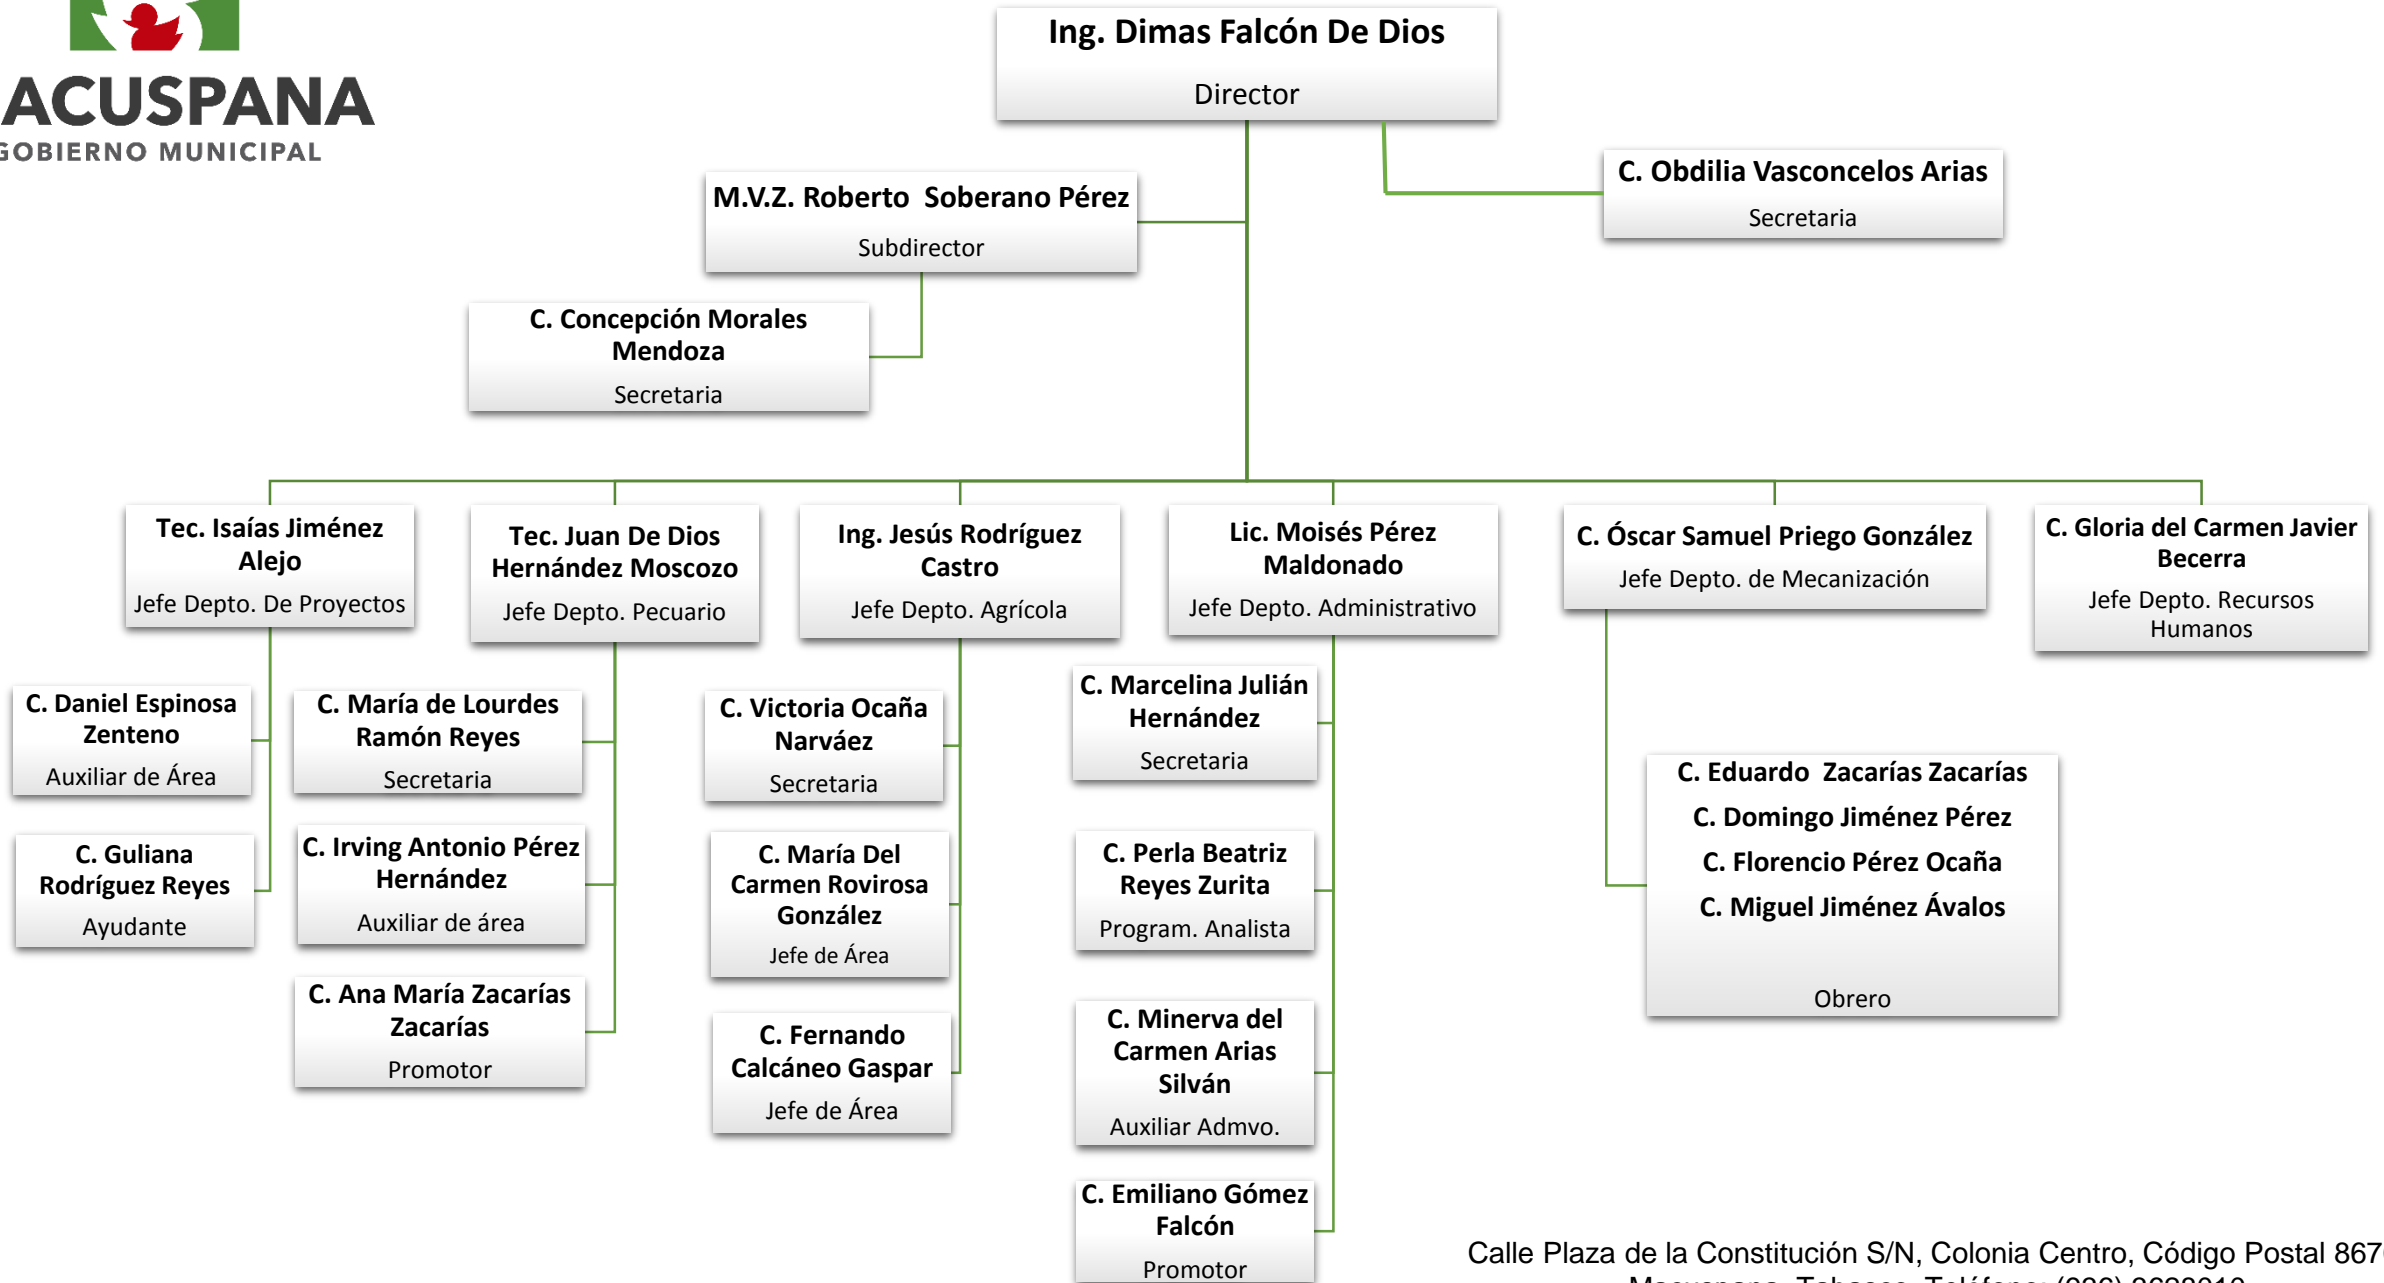 ACUSPANA
GOBIERNO MUNICIPAL
Ing. Dimas Falcón De Dios
Director
C. Obdilia Vasconcelos Arias
Secretaria
M.V.Z. Roberto  Soberano Pérez
Subdirector
C. Concepción Morales
Mendoza
Secretaria
Tec. Isaías Jiménez
Alejo
Jefe Depto. De Proyectos
Tec. Juan De Dios
Hernández Moscozo
Jefe Depto. Pecuario
Ing. Jesús Rodríguez
Castro
Jefe Depto. Agrícola
Lic. Moisés Pérez
Maldonado
Jefe Depto. Administrativo
C. Óscar Samuel Priego González
Jefe Depto. de Mecanización
C. Gloria del Carmen Javier
Becerra
Jefe Depto. Recursos
Humanos
C. Daniel Espinosa
Zenteno
Auxiliar de Área
C. Guliana
Rodríguez Reyes
Ayudante
C. María de Lourdes
Ramón Reyes
Secretaria
C. Irving Antonio Pérez
Hernández
Auxiliar de área
C. Ana María Zacarías
Zacarías
Promotor
C. Victoria Ocaña
Narváez
Secretaria
C. María Del
Carmen Rovirosa
González
Jefe de Área
C. Fernando
Calcáneo Gaspar
Jefe de Área
C. Marcelina Julián
Hernández
Secretaria
C. Perla Beatriz
Reyes Zurita
Program. Analista
C. Minerva del
Carmen Arias
Silván
Auxiliar Admvo.
C. Emiliano Gómez
Falcón
Promotor
C. Eduardo  Zacarías Zacarías
C. Domingo Jiménez Pérez
C. Florencio Pérez Ocaña
C. Miguel Jiménez Ávalos
Obrero
Calle Plaza de la Constitución S/N, Colonia Centro, Código Postal 867
Macuspana, Tabasco. Teléfono: (936)